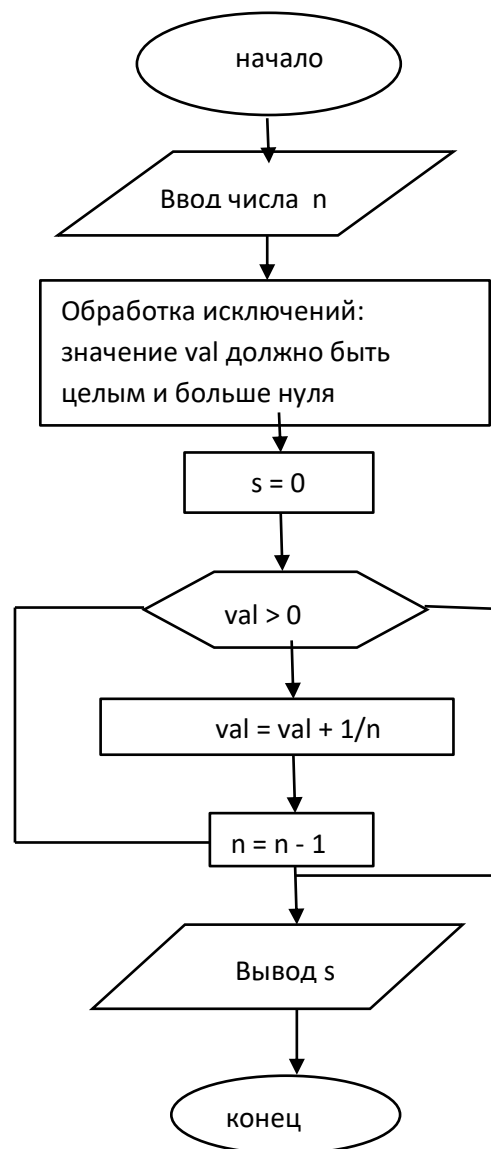 начало
Ввод числа n
Обработка исключений:
значение val должно быть
целым и больше нуля
s = 0
val > 0
val = val + 1/n
n = n - 1
Вывод s
конец